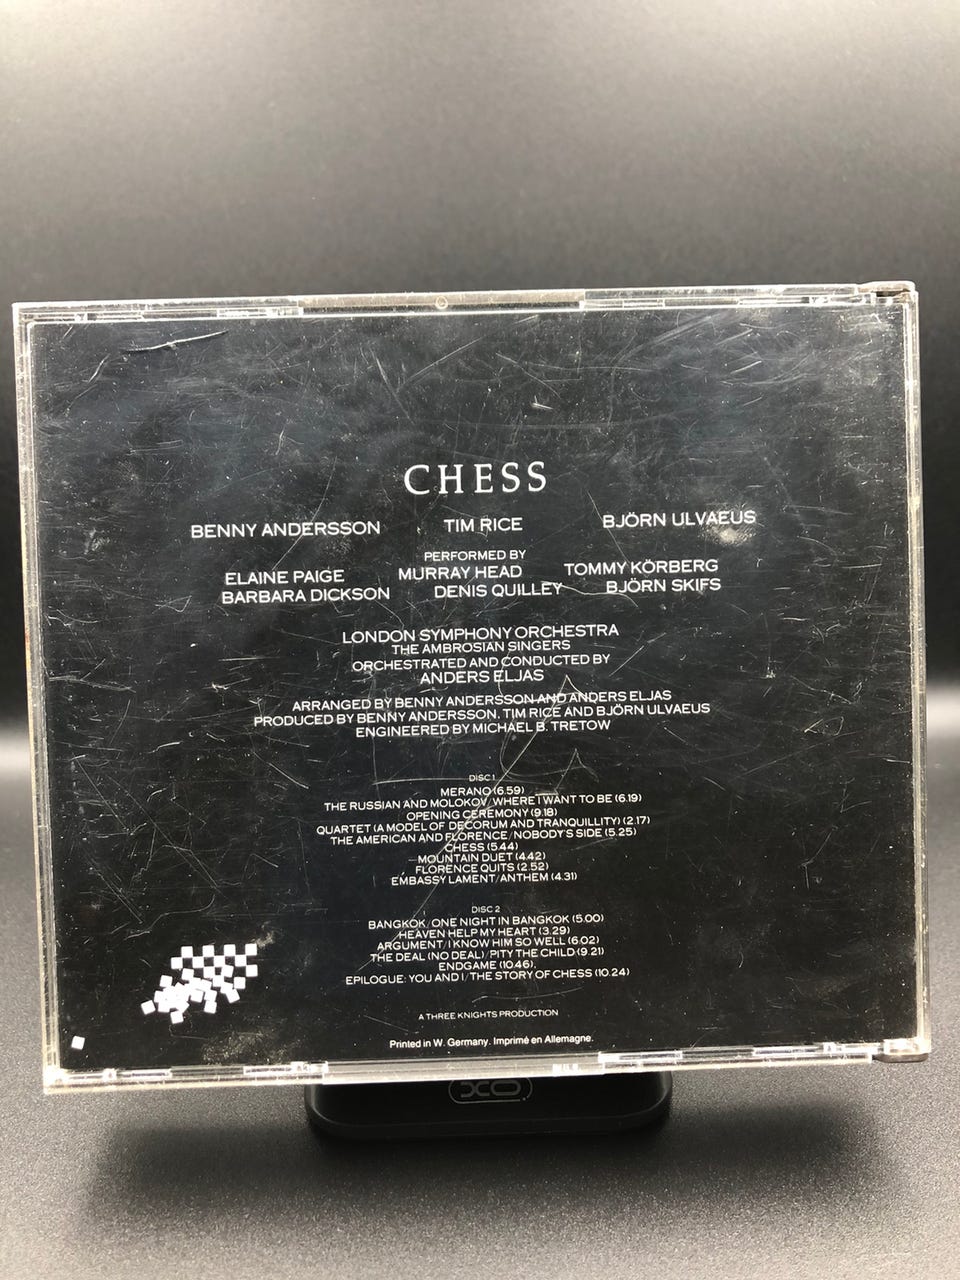 CHESS
BENNY ANDERSSON TIM RICE BJÖRN ULVAEUS
PERFORMED BY
ELAINE PAIGE MURRAY HEAD TOMMY KÖRBERG
BARBARA DICKSON DENIS QUILLEY BJÖRN SKIFS
LONDON SYMPHONY ORCHESTRA
THE AMBROSIAN SINGERS
ORCHESTRATED AND CONDUCTED BY
ANDERS ELJAS
ARRANGED BY BENNY ANDERSSON AND ANDERS ELJAS
PRODUCED BY BENNY ANDERSSON, TIM RICE AND BJÖRN ULVAEUS
ENGINEERED BY MICHAEL B. TRETOW
DISC 1
MERANO (6.59)
THE RUSSIAN AND MOLOKOV/WHERE I WANT TO BE (6.19)
OPENING CEREMONY (9.18)
QUARTET (A MODEL OF DECORUM AND TRANQUILLITY) (2.17)
THE AMERICAN AND FLORENCE/NOBODY'S SIDE (5.25)
CHESS (5.44)
MOUNTAIN DUET (4.42)
FLORENCE QUITS (2.52)
EMBASSY LAMENT/ANTHEM (4.31)
DISC 2
BANGKOK/ONE NIGHT IN BANGKOK (5.00)
HEAVEN HELP MY HEART (3.29)
ARGUMENT/I KNOW HIM SO WELL (6.02)
THE DEAL (NO DEAL)/PITY THE CHILD (9.21)
ENDGAME (10.46)
EPILOGUE: YOU AND I/THE STORY OF CHESS (10.24)
A THREE KNIGHTS PRODUCTION
Printed in W. Germany. Imprimé en Allemagne.
XO